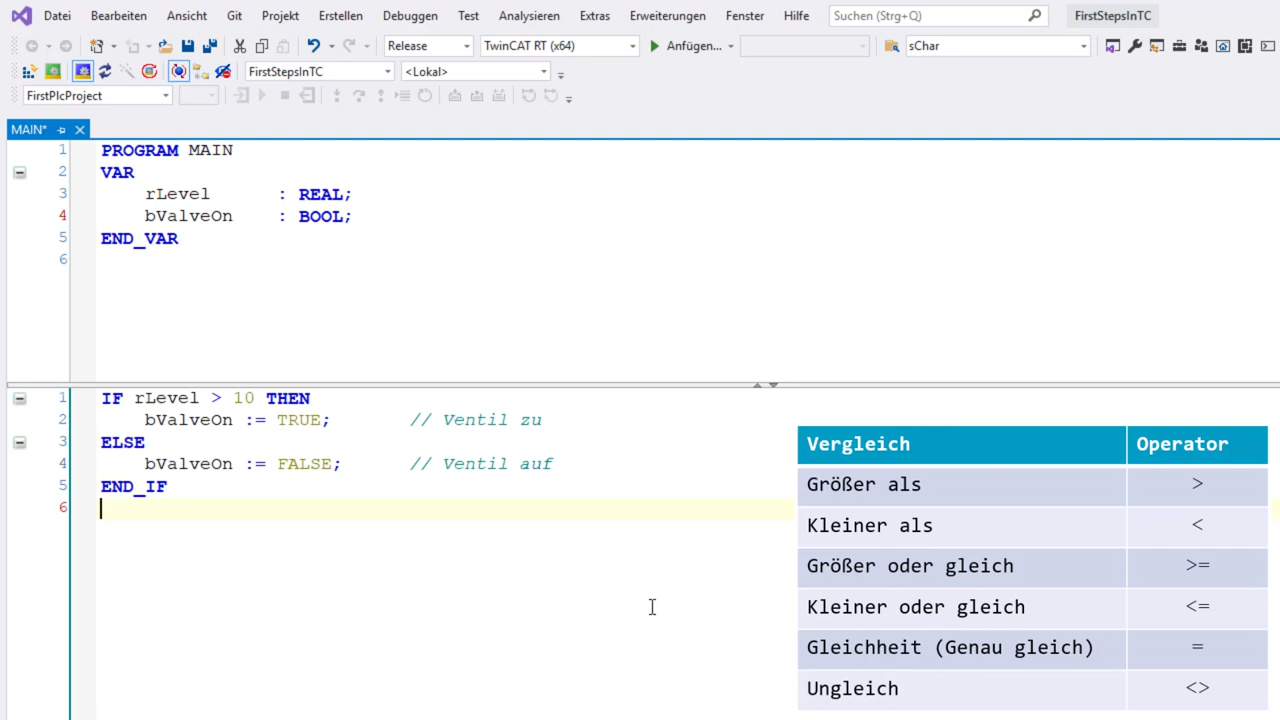 Datei Bearbeiten Ansicht Git Projekt Erstellen Debuggen Test Analysieren Extras Erweiterungen Fenster Hilfe Suchen (Strg+Q) FirstStepsInTC
Release TwinCAT RT (x64) Anfügen... sChar
FirstStepsInTC <Lokal>
FirstPlcProject
MAIN*
1 PROGRAM MAIN
2 VAR
3 rLevel : REAL;
4 bValveOn : BOOL;
5 END_VAR
6
1 IF rLevel > 10 THEN
2 bValveOn := TRUE; // Ventil zu
3 ELSE
4 bValveOn := FALSE; // Ventil auf
5 END_IF
6
Vergleich Operator
Größer als >
Kleiner als <
Größer oder gleich >=
Kleiner oder gleich <=
Gleichheit (Genau gleich) =
Ungleich <>